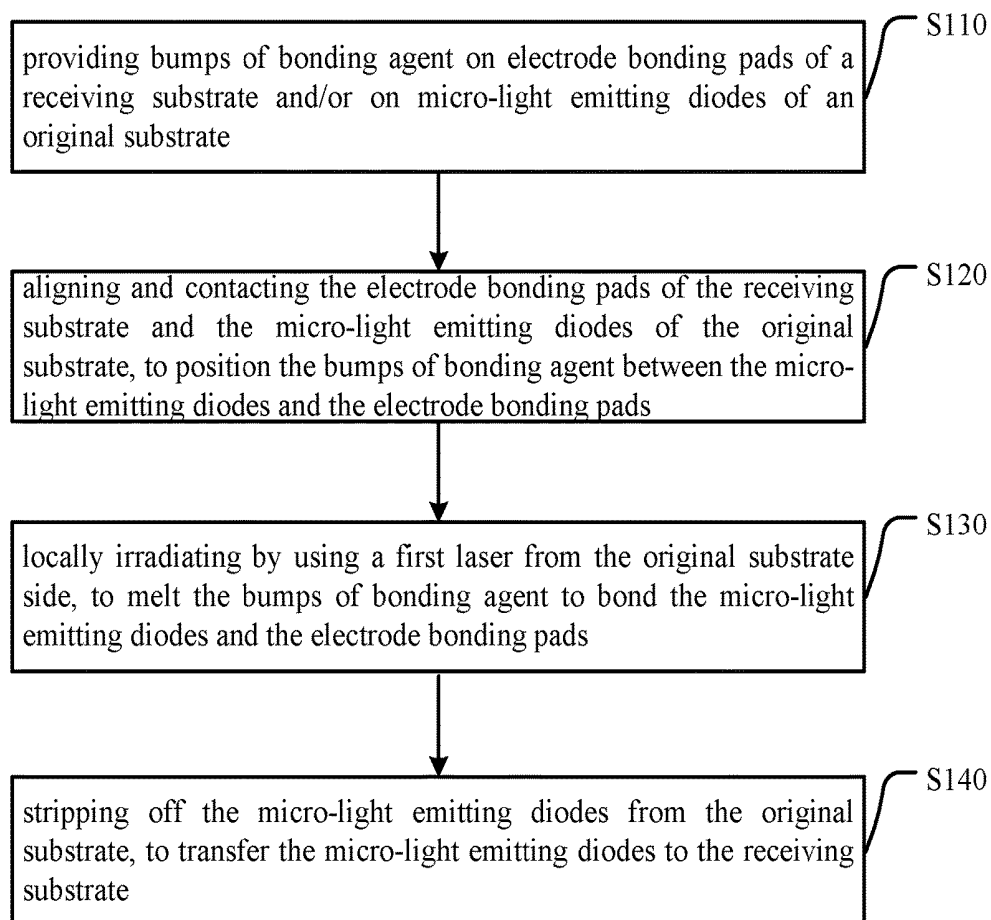 S110
providing bumps of bonding agent on electrode bonding pads of a
receiving substrate and/or on micro-light emitting diodes of an
original substrate
S120
aligning and contacting the electrode bonding pads of the receiving
substrate and the micro-light emitting diodes of the original
substrate, to position the bumps of bonding agent between the micro-
light emitting diodes and the electrode bonding pads
S130
locally irradiating by using a first laser from the original substrate
side, to melt the bumps of bonding agent to bond the micro-light
emitting diodes and the electrode bonding pads
S140
stripping off the micro-light emitting diodes from the original
substrate, to transfer the micro-light emitting diodes to the receiving
substrate